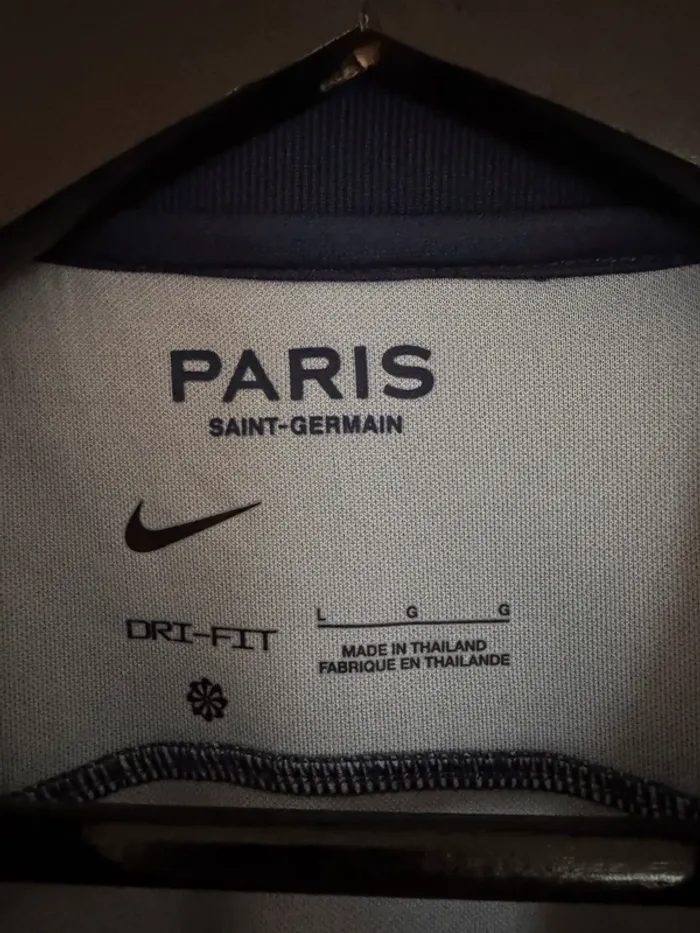 PARIS
SAINT-GERMAIN
DRI-FIT
L G G
MADE IN THAILAND
FABRIQUE EN THAILANDE